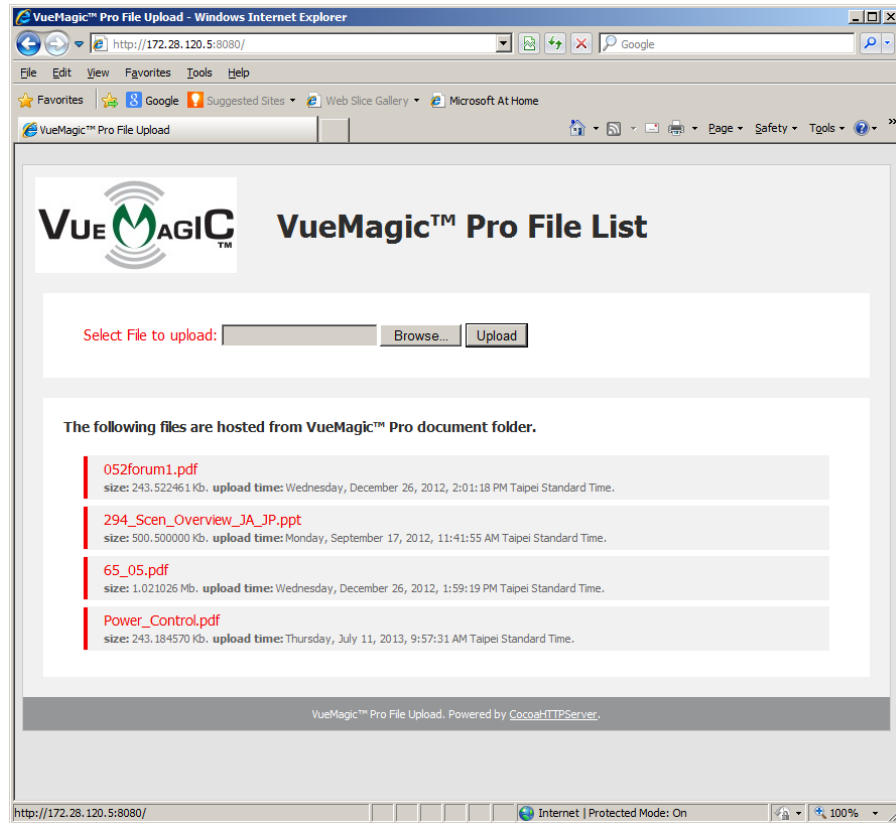 VueMagic™ Pro File Upload - Windows Internet Explorer
http://172.28.120.5:8080/
Google
File Edit View Favorites Tools Help
Favorites Google Suggested Sites Web Slice Gallery Microsoft At Home
VueMagic™ Pro File Upload
Page Safety Tools
VUEMAGIC™
VueMagic™ Pro File List
Select File to upload: Browse... Upload
The following files are hosted from VueMagic™ Pro document folder.
052forum1.pdf
size: 243.522461 Kb. upload time: Wednesday, December 26, 2012, 2:01:18 PM Taipei Standard Time.
294_Scen_Overview_JA_JP.ppt
size: 500.500000 Kb. upload time: Monday, September 17, 2012, 11:41:55 AM Taipei Standard Time.
65_05.pdf
size: 1.021026 Mb. upload time: Wednesday, December 26, 2012, 1:59:19 PM Taipei Standard Time.
Power_Control.pdf
size: 243.184570 Kb. upload time: Thursday, July 11, 2013, 9:57:31 AM Taipei Standard Time.
VueMagic™ Pro File Upload. Powered by CocoaHTTPServer.
http://172.28.120.5:8080/ Internet | Protected Mode: On 100%